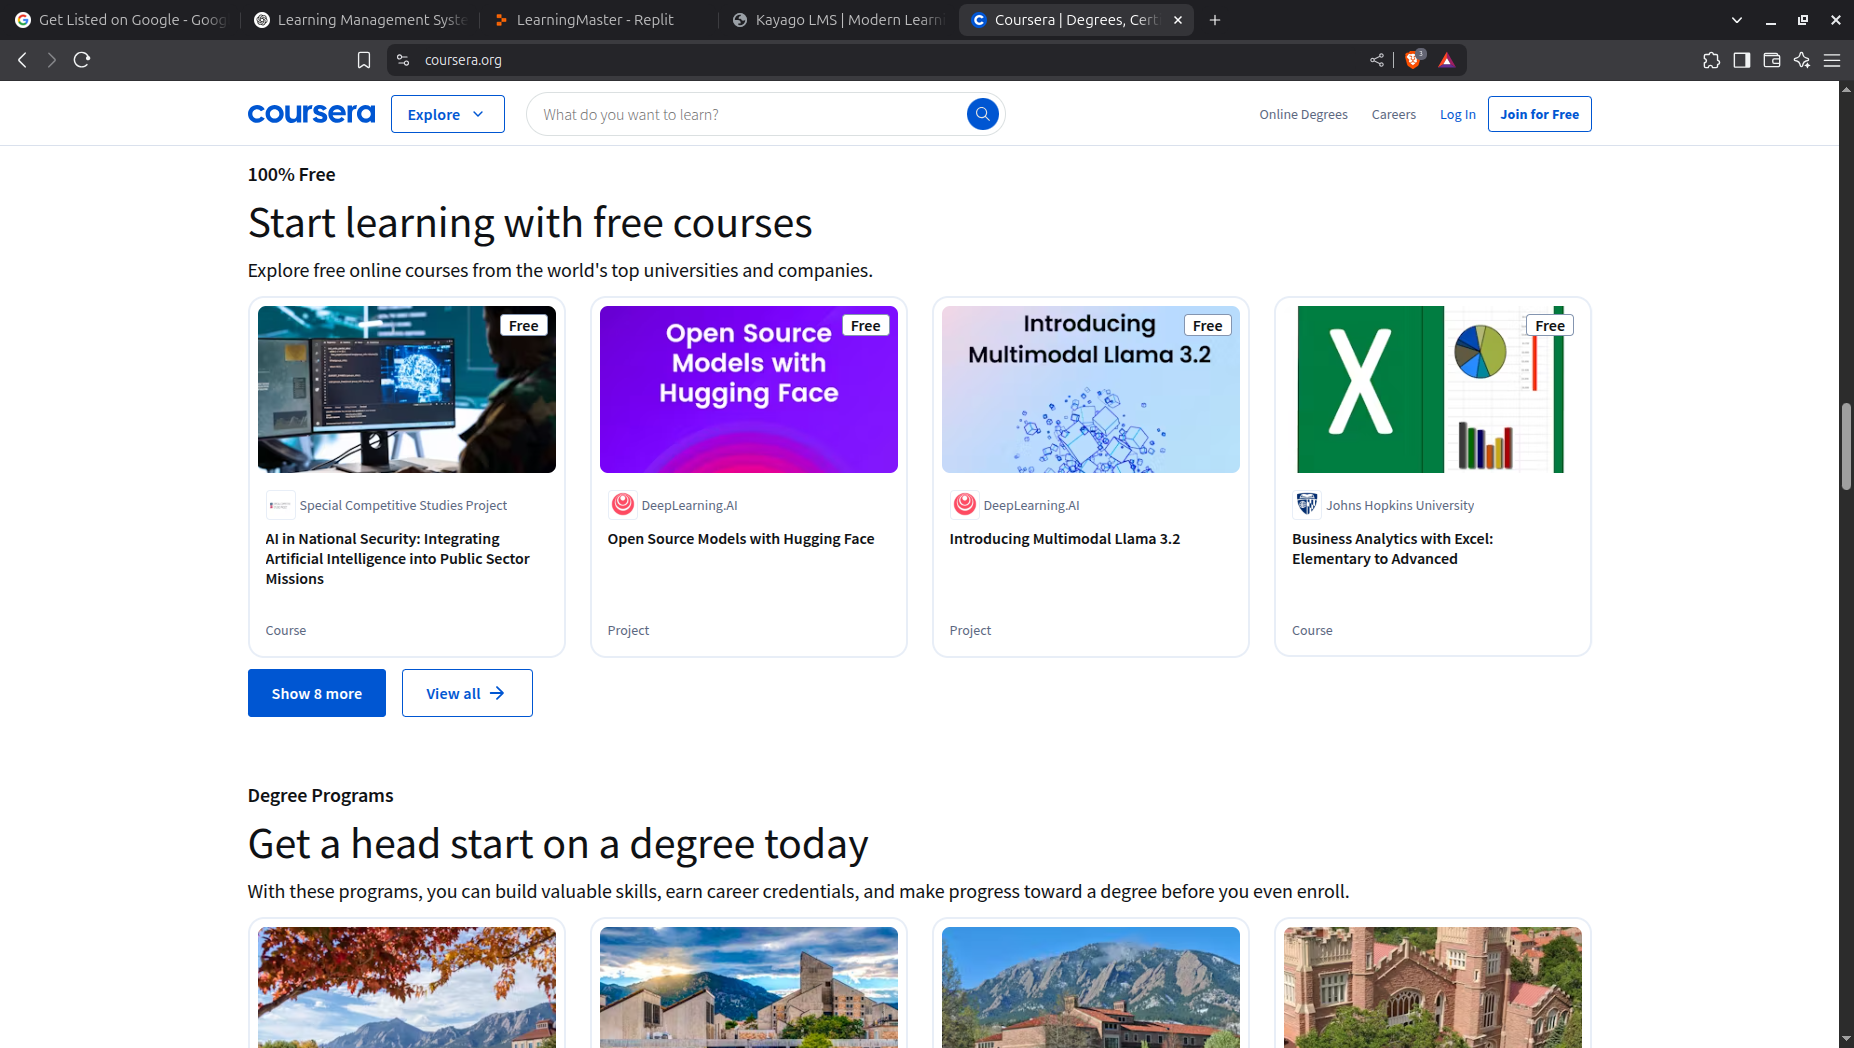 Get Listed on Google - Goog
Learning Management Syste
LearningMaster - Replit
Kayago LMS | Modern Learni
Coursera | Degrees, Cert
coursera.org
3
coursera
Explore
What do you want to learn?
Online Degrees
Careers
Log In
Join for Free
100% Free
Start learning with free courses
Explore free online courses from the world's top universities and companies.
Free
Special Competitive Studies Project
AI in National Security: Integrating
Artificial Intelligence into Public Sector
Missions
Course
Open Source
Models with
Hugging Face
Free
DeepLearning.AI
Open Source Models with Hugging Face
Project
Introducing
Multimodal Llama 3.2
Free
DeepLearning.AI
Introducing Multimodal Llama 3.2
Project
X
Free
Johns Hopkins University
Business Analytics with Excel:
Elementary to Advanced
Course
Show 8 more
View all
Degree Programs
Get a head start on a degree today
With these programs, you can build valuable skills, earn career credentials, and make progress toward a degree before you even enroll.